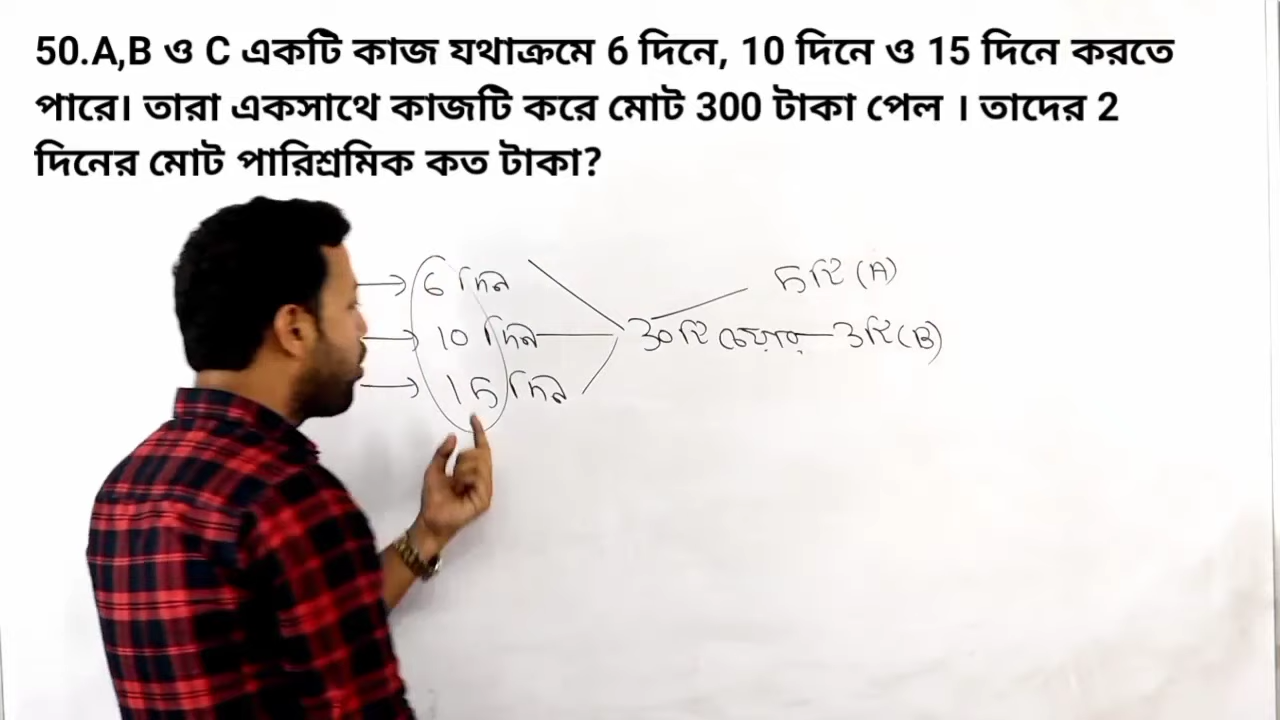 50.A,B ও C একটি কাজ যথাক্রমে 6 দিনে, 10 দিনে ও 15 দিনে করতে
পারে। তারা একসাথে কাজটি করে মোট 300 টাকা পেল । তাদের 2
দিনের মোট পারিশ্রমিক কত টাকা?
6 দিন
5টি (A)
10 দিন
30টি চেয়ার
3টি (B)
15 দিন